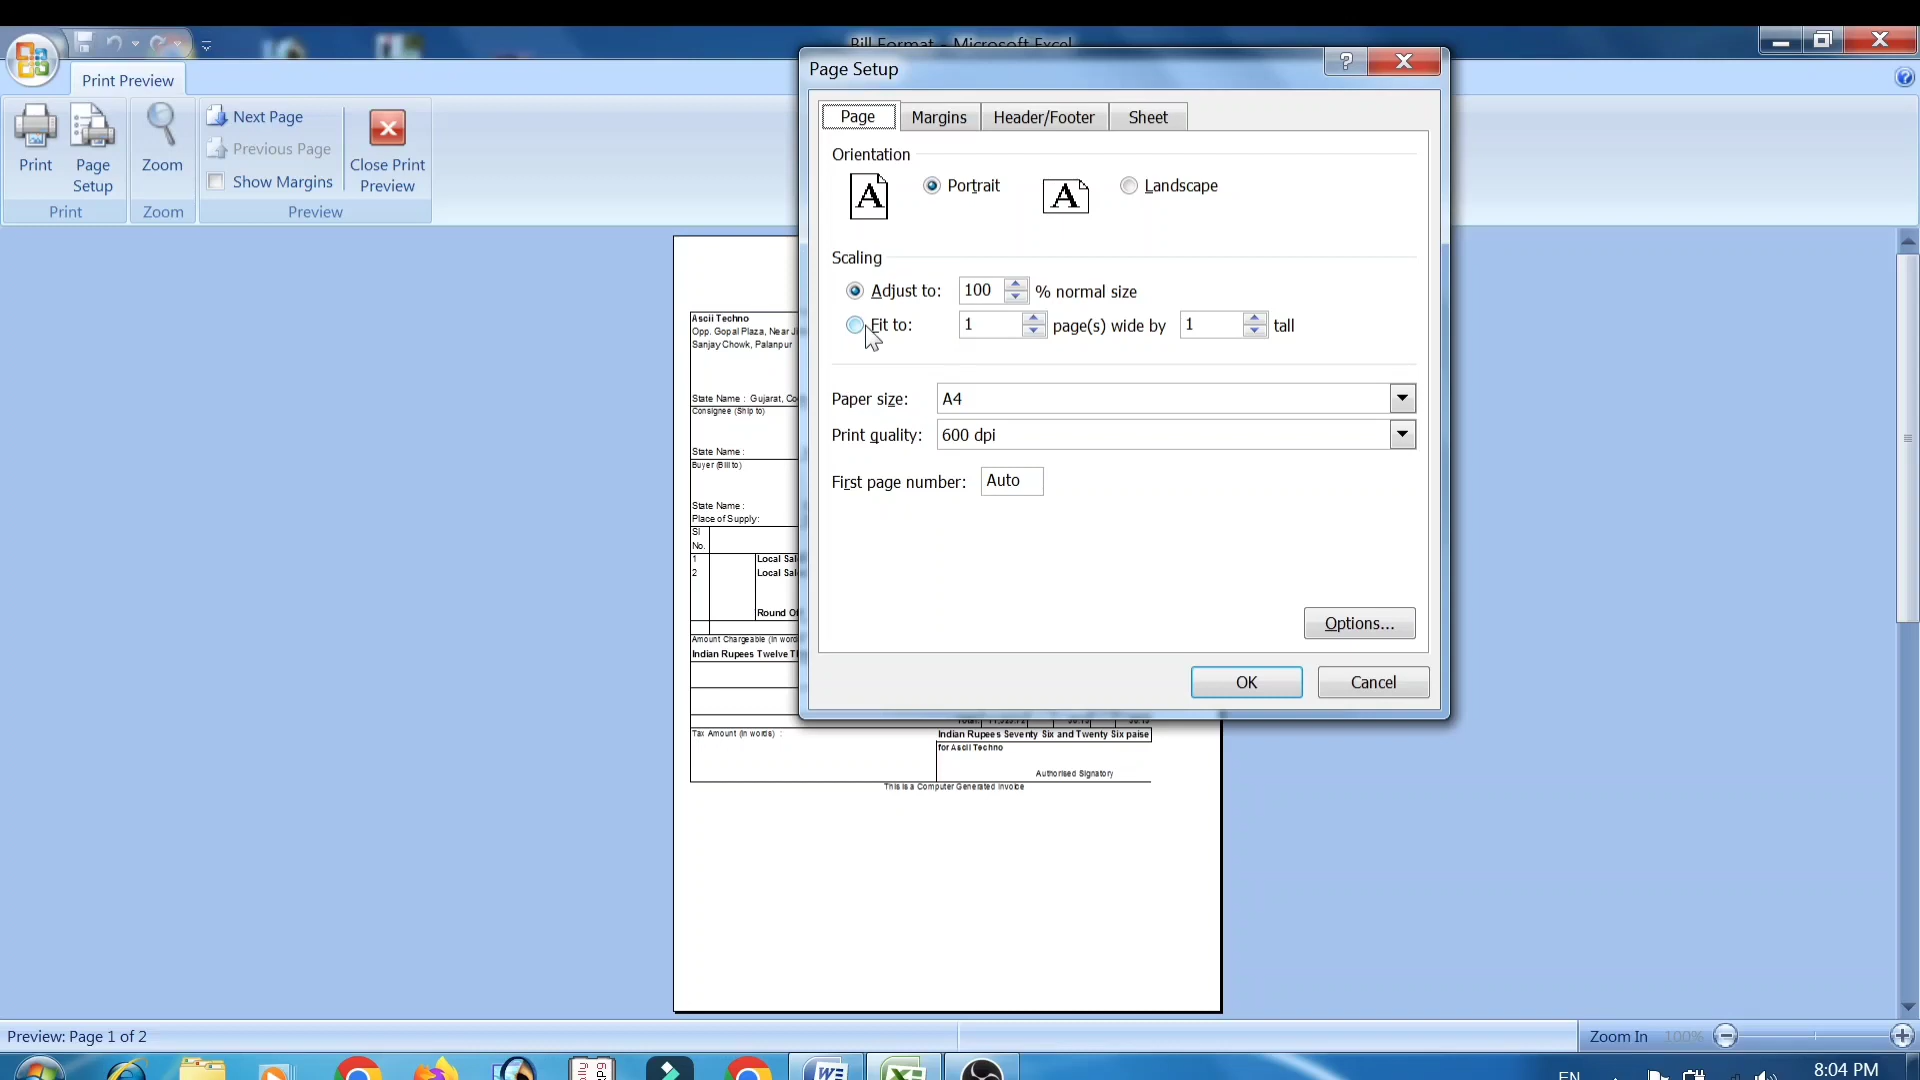 Bill Format - Microsoft Excel
Print Preview
Print
Page Setup
Zoom
Next Page
Previous Page
Show Margins
Close Print Preview
Print
Zoom
Preview
Page Setup
Page
Margins
Header/Footer
Sheet
Orientation
A
Portrait
A
Landscape
Scaling
Adjust to: 100 % normal size
Fit to: 1 page(s) wide by 1 tall
Paper size: A4
Print quality: 600 dpi
First page number: Auto
Options...
OK
Cancel
Ascii Techno
Opp. Gopal Plaza, Near
Sanjay Chowk, Palanpur
State Name : Gujarat,
Consignee (Ship to)
State Name :
Buyer (Bill to)
State Name :
Place of Supply:
Sl
No.
1 Local
2 Local
Round
Amount Chargeable (in
Indian Rupees Twelve
Total:
Tax Amount (in words) :
Indian Rupees Seventy Six and Twenty Six paise
for Ascii Techno
Authorised Signatory
This is a Computer Generated Invoice
Preview: Page 1 of 2
Zoom In 100%
EN
8:04 PM